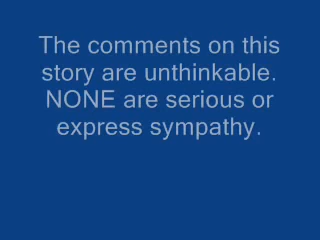 The comments on this
story are unthinkable.
NONE are serious or
express sympathy.